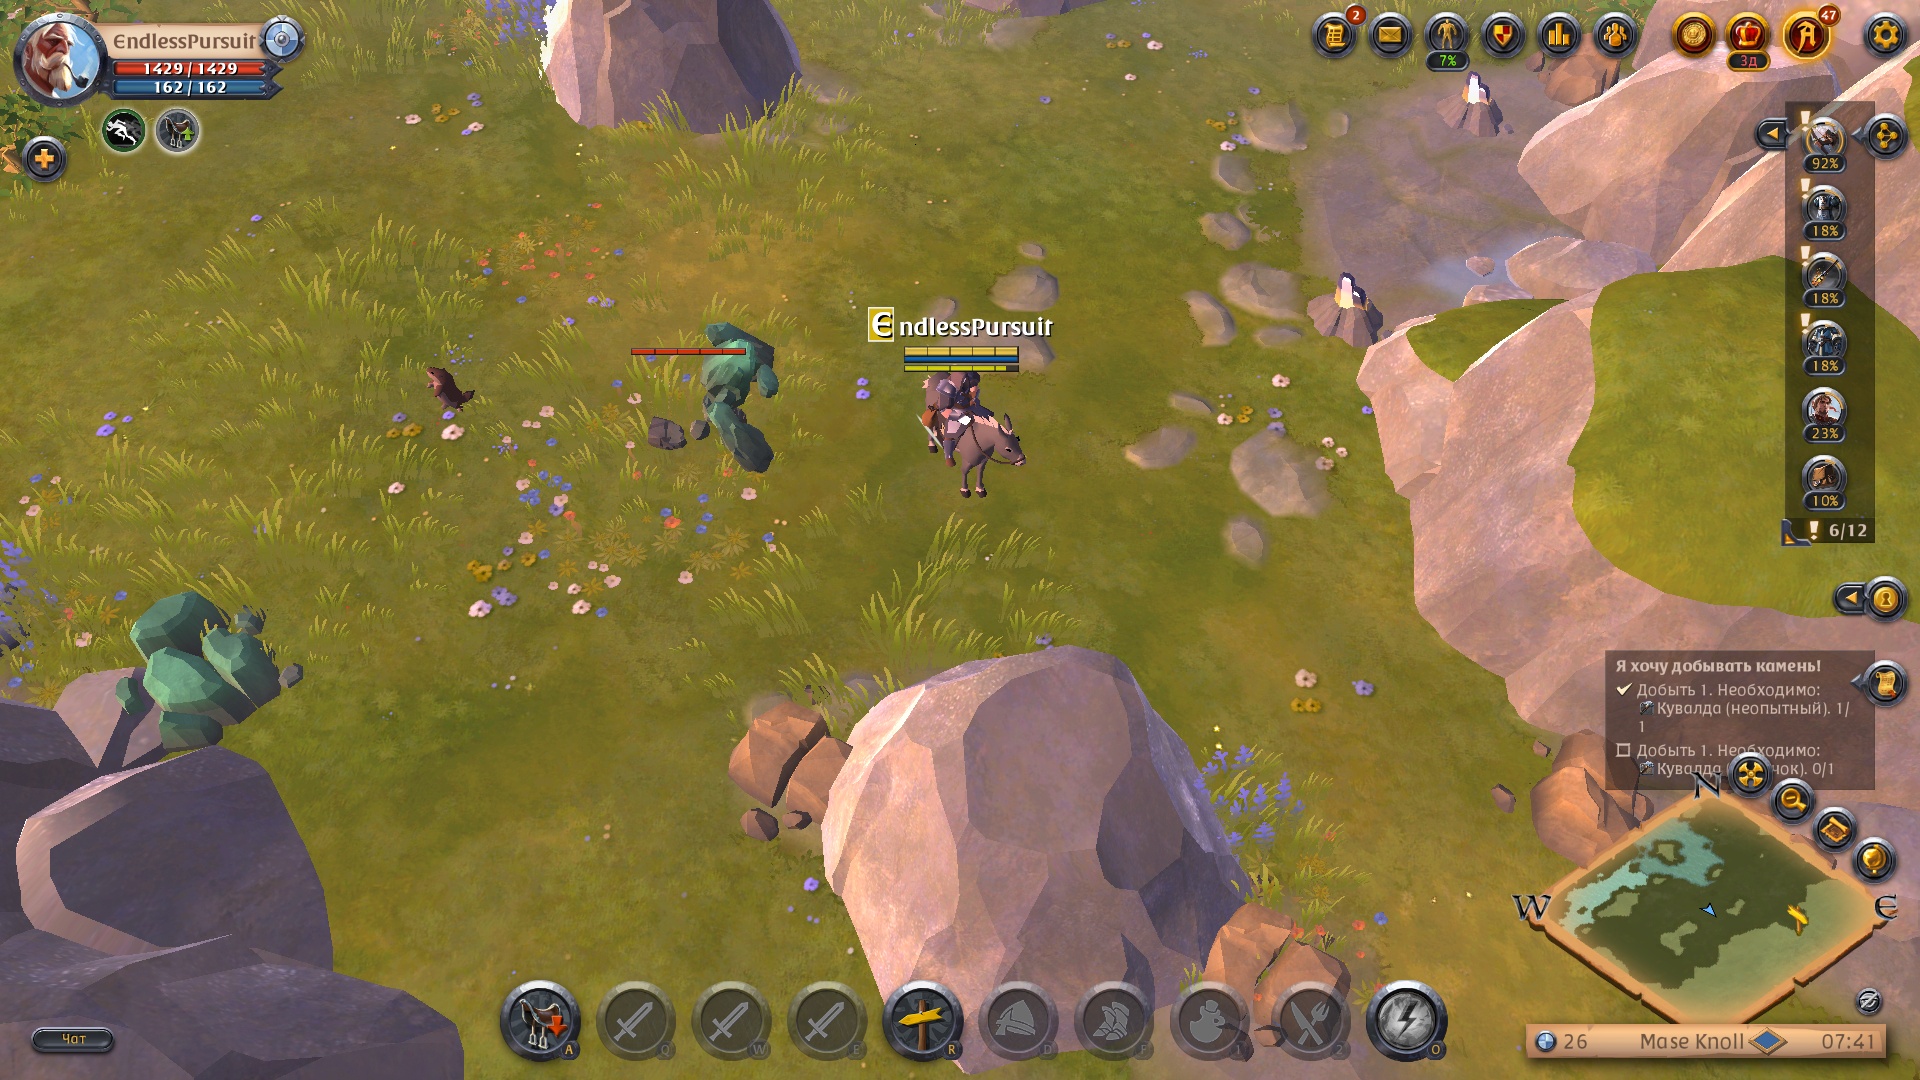 EndlessPursuit
1429 / 1429
162 / 162
2
7%
3д
47
92%
18%
18%
18%
23%
10%
6/12
EndlessPursuit
Я хочу добывать камень!
Добыть 1. Необходимо:
Кувалда (неопытный). 1/
1
Добыть 1. Необходимо:
Кувалда 0/1
N
W
E
Чат
A
Q
W
E
R
D
F
1
2
O
26
Mase Knoll
07:41